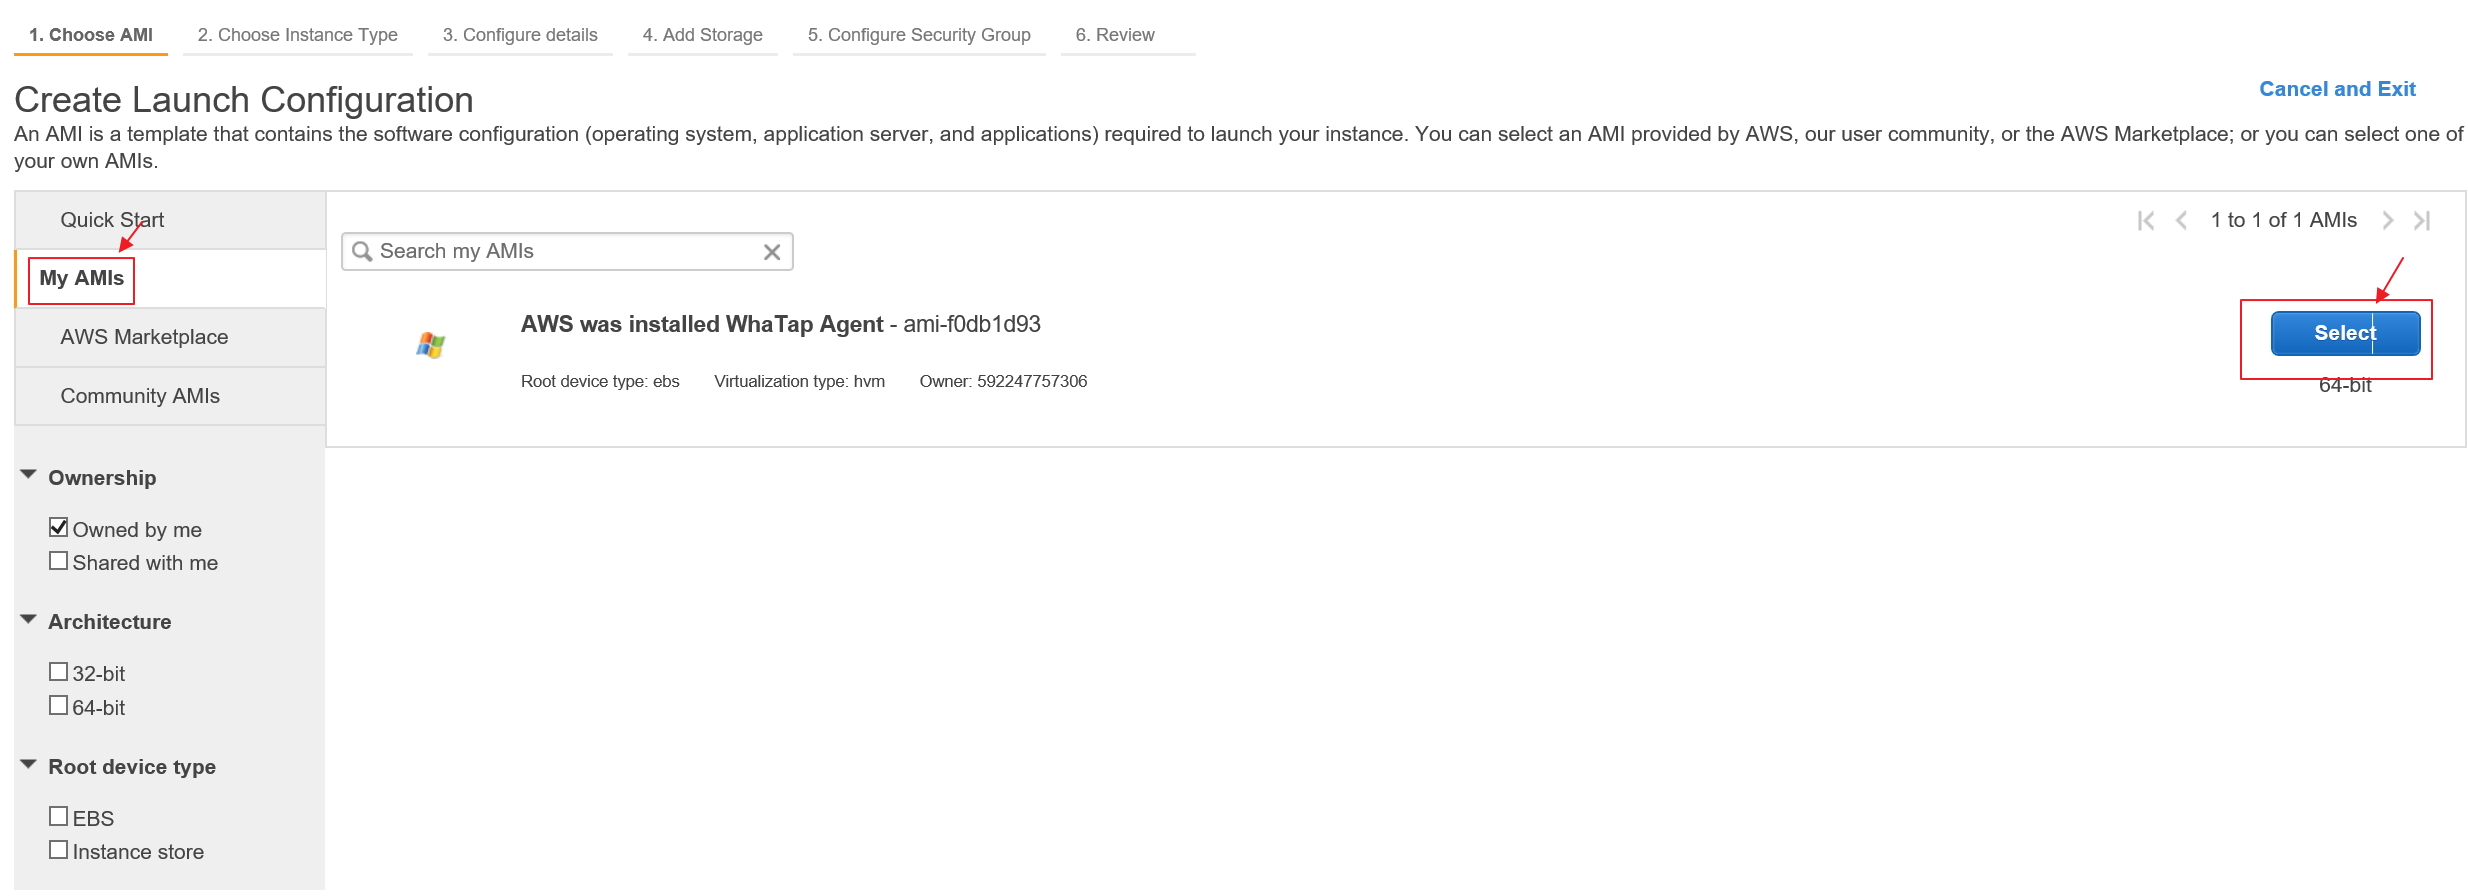 1. Choose AMI 2. Choose Instance Type 3. Configure details 4. Add Storage 5. Configure Security Group 6. Review
Create Launch Configuration
Cancel and Exit
An AMI is a template that contains the software configuration (operating system, application server, and applications) required to launch your instance. You can select an AMI provided by AWS, our user community, or the AWS Marketplace; or you can select one of
your own AMIs.
Quick Start
My AMIs
AWS Marketplace
Community AMIs
Ownership
Owned by me
Shared with me
Architecture
32-bit
64-bit
Root device type
EBS
Instance store
1 to 1 of 1 AMIs
Search my AMIs
AWS was installed WhaTap Agent - ami-f0db1d93
Root device type: ebs Virtualization type: hvm Owner: 592247757306
Select
64-bit